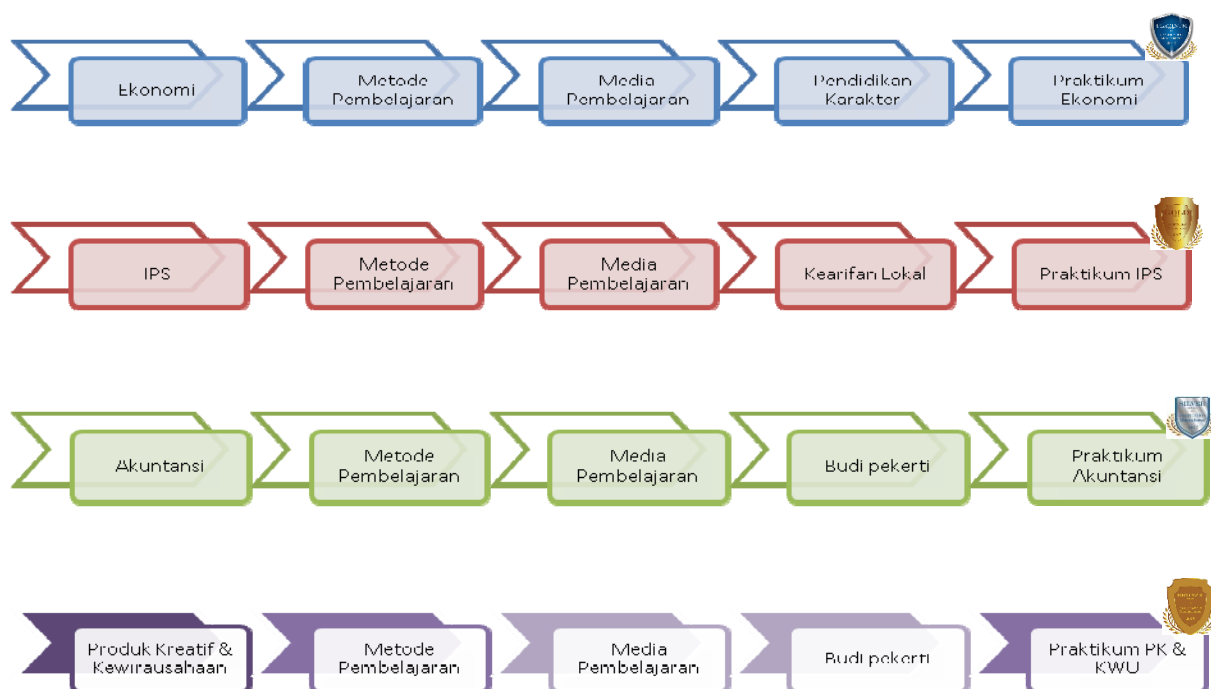 Ekonomi
Metode
Pembelajaran
Media
Pembelajaran
Pendidikan
Karakter
Praktikum
Ekonomi
IPS
Metode
Pembelajaran
Media
Pembelajaran
Kearifan Lokal
Praktikum IPS
GOLD
Akuntansi
Metode
Pembelajaran
Media
Pembelajaran
Budi pekerti
Praktikum
Akuntansi
Produk Kreatif &
Kewirausahaan
Metode
Pembelajaran
Media
Pembelajaran
Budi pekerti
Praktikum PK &
KWU